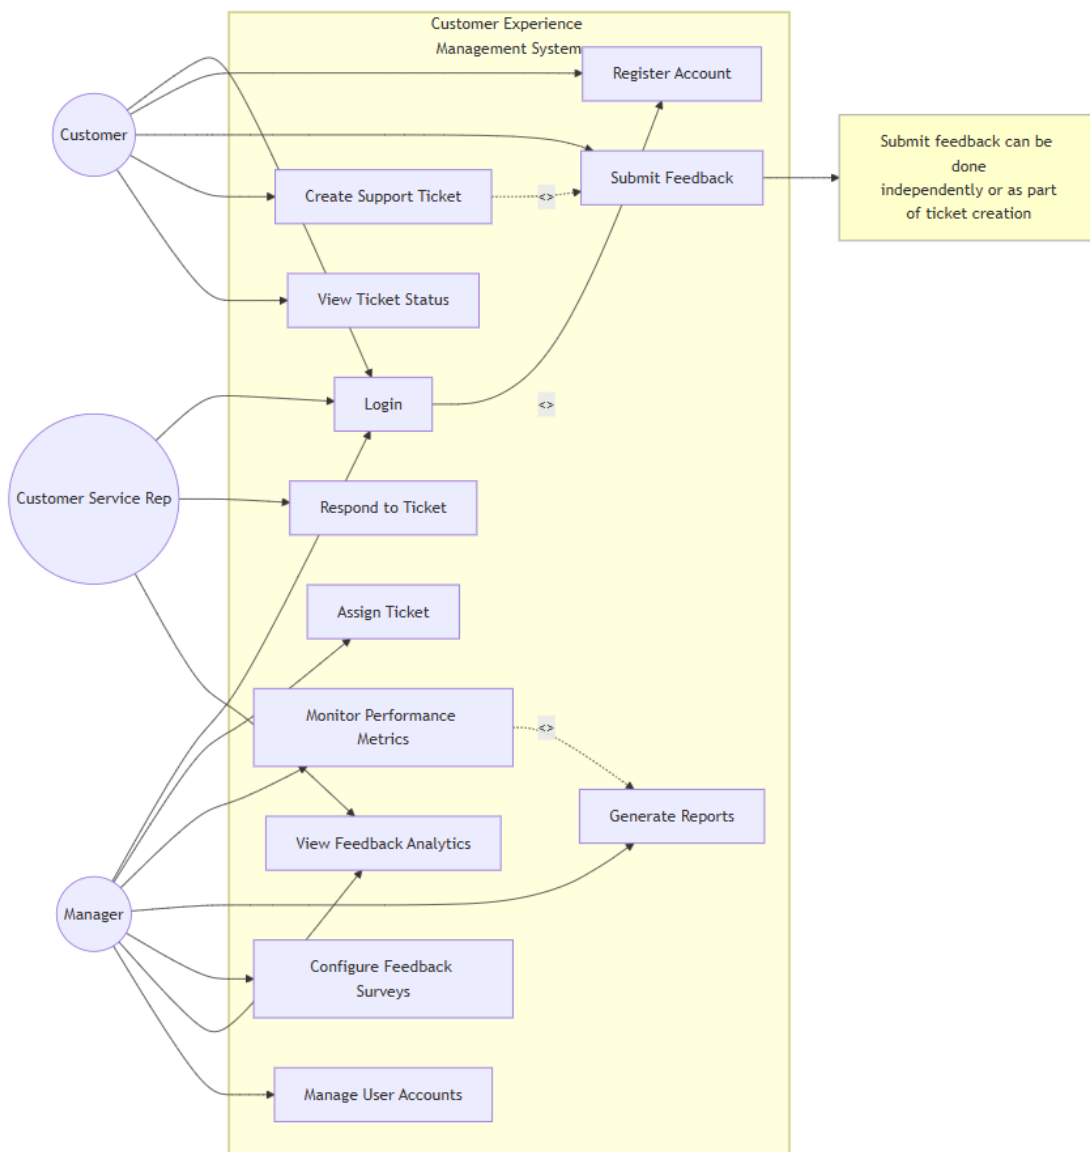 Customer Experience
Management System
Register Account
Customer
Submit Feedback
Submit feedback can be
done
independently or as part
of ticket creation
Create Support Ticket
<>
View Ticket Status
Login
<>
Customer Service Rep
Respond to Ticket
Assign Ticket
Monitor Performance
Metrics
<>
Generate Reports
View Feedback Analytics
Manager
Configure Feedback
Surveys
Manage User Accounts